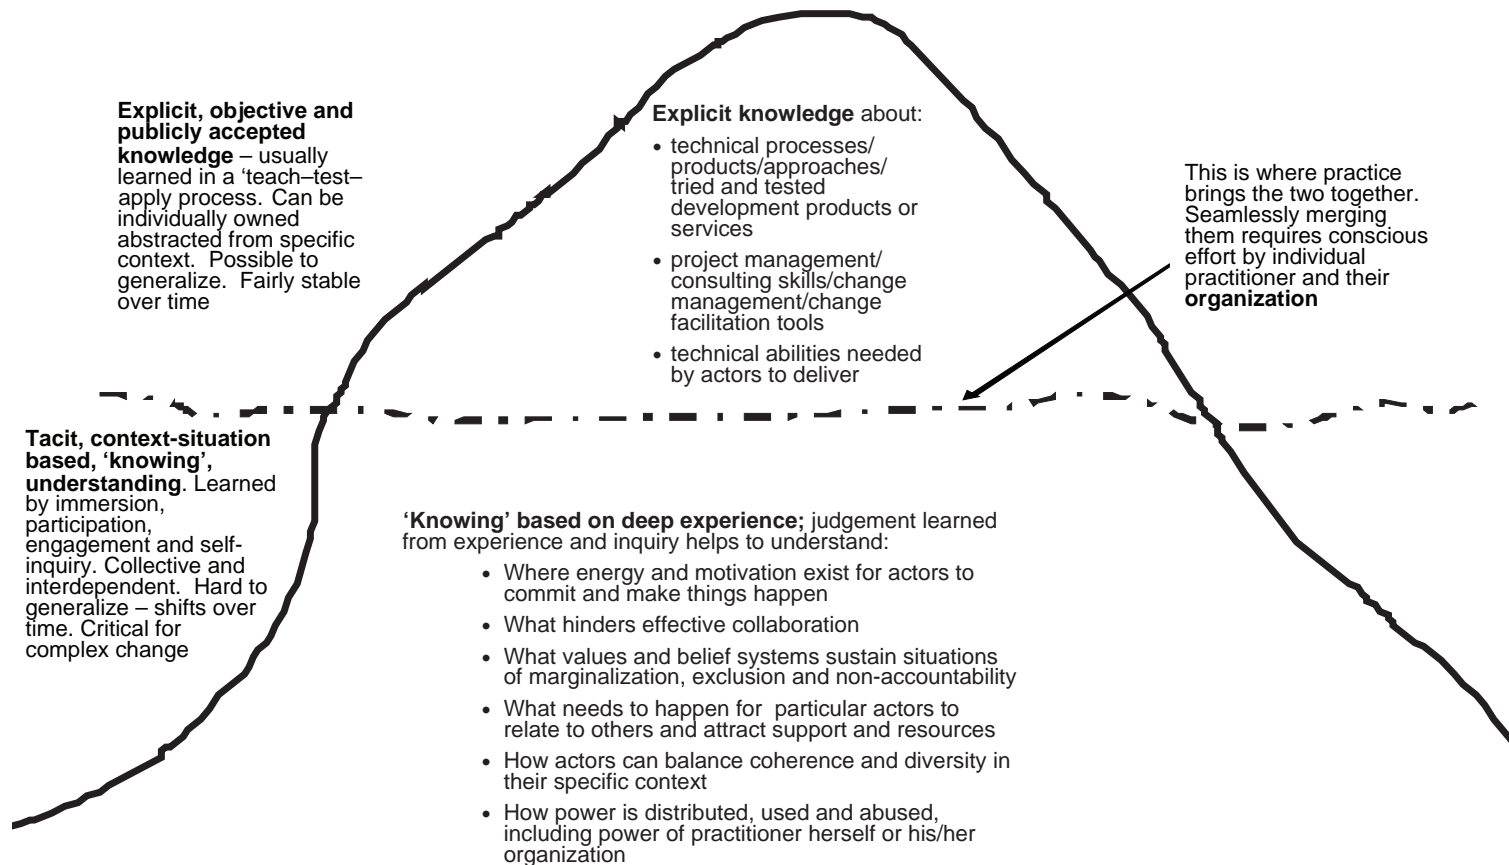 Explicit, objective and
publicly accepted
knowledge – usually
learned in a ‘teach–test–
apply process. Can be
individually owned
abstracted from specific
context. Possible to
generalize. Fairly stable
over time
Explicit knowledge about:
• technical processes/
products/approaches/
tried and tested
development products or
services
• project management/
consulting skills/change
management/change
facilitation tools
• technical abilities needed
by actors to deliver
This is where practice
brings the two together.
Seamlessly merging
them requires conscious
effort by individual
practitioner and their
organization
Tacit, context-situation
based, ‘knowing’,
understanding. Learned
by immersion,
participation,
engagement and self-
inquiry. Collective and
interdependent. Hard to
generalize – shifts over
time. Critical for
complex change
‘Knowing’ based on deep experience; judgement learned
from experience and inquiry helps to understand:
• Where energy and motivation exist for actors to
commit and make things happen
• What hinders effective collaboration
• What values and belief systems sustain situations
of marginalization, exclusion and non-accountability
• What needs to happen for particular actors to
relate to others and attract support and resources
• How actors can balance coherence and diversity in
their specific context
• How power is distributed, used and abused,
including power of practitioner herself or his/her
organization